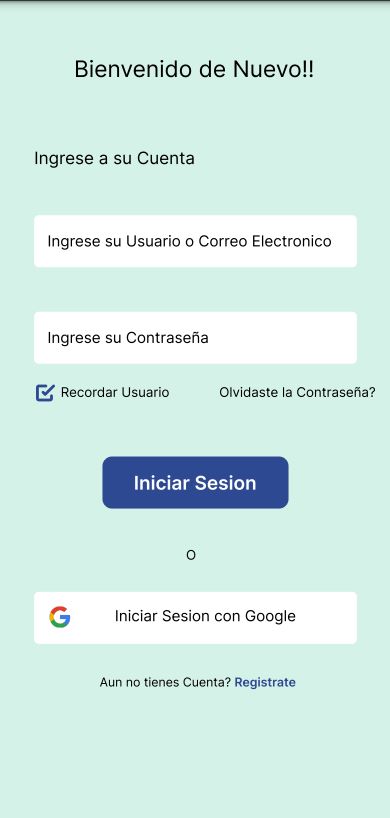 Bienvenido de Nuevo!!
Ingrese a su Cuenta
Ingrese su Usuario o Correo Electronico
Ingrese su Contraseña
Recordar Usuario Olvidaste la Contraseña?
Iniciar Sesion
O
Iniciar Sesion con Google
Aun no tienes Cuenta? Registrate